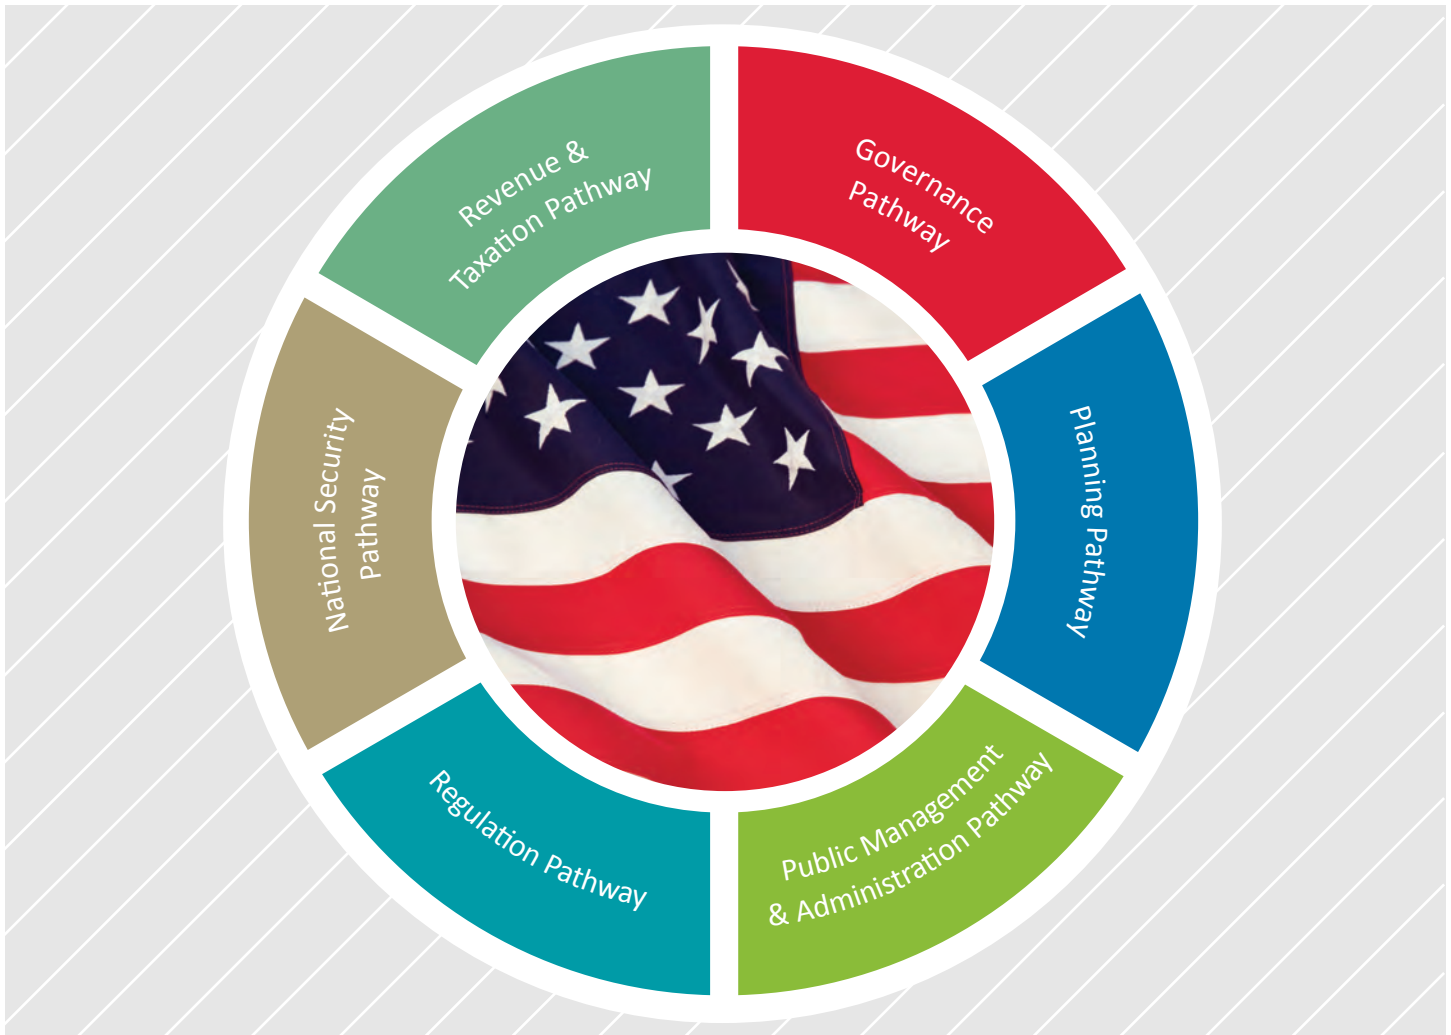 Revenue &
Taxation Pathway
Governance
Pathway
Planning Pathway
Public Management
& Administration Pathway
Regulation Pathway
National Security
Pathway